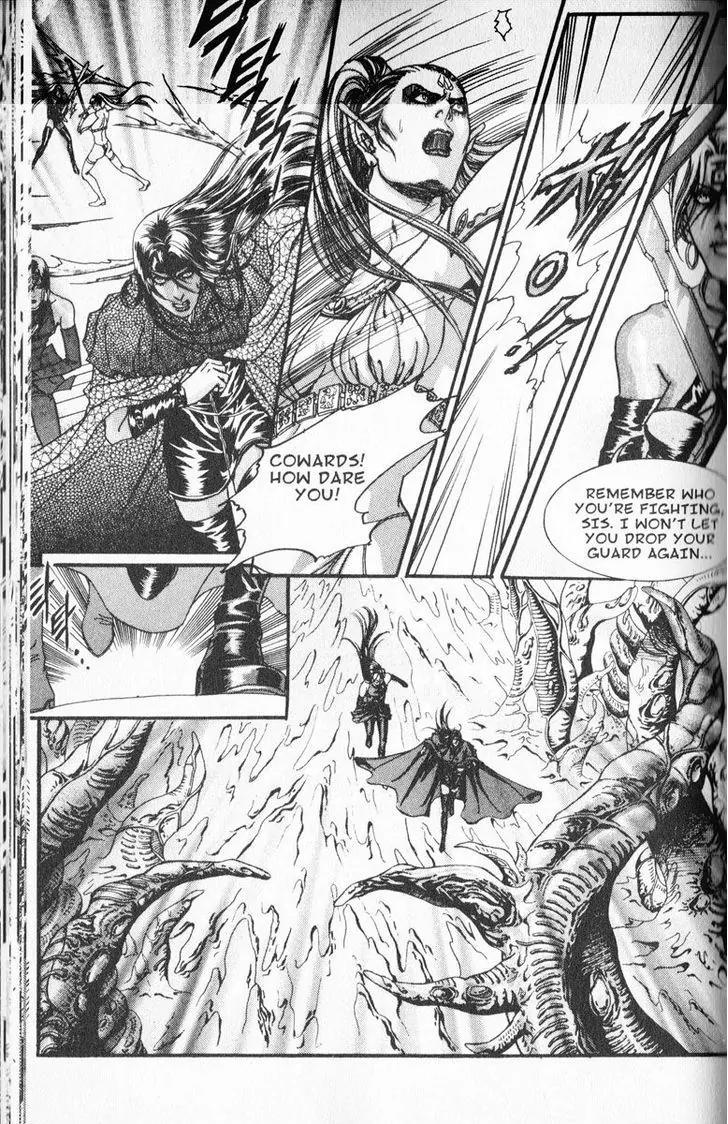 COWARDS!
HOW DARE
YOU!
REMEMBER WHO
YOU'RE FIGHTING,
SIS. I WON'T LET
YOU DROP YOUR
GUARD AGAIN...